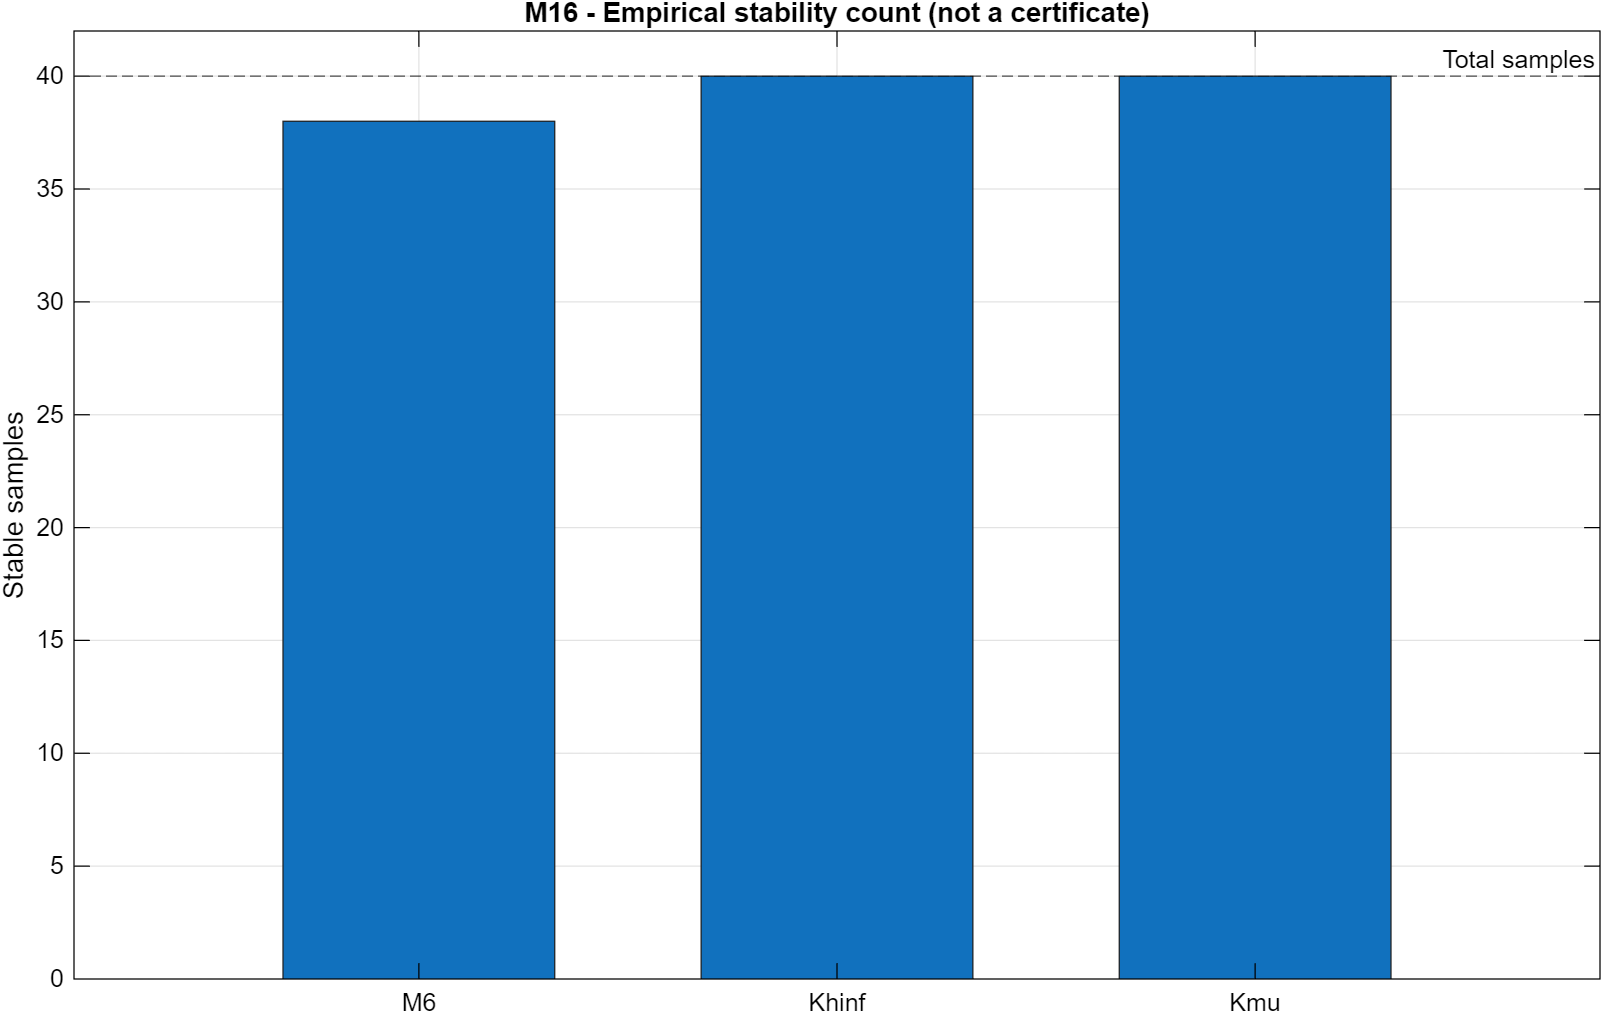 M16 - Empirical stability count (not a certificate)
Total samples
40
35
30
25
20
15
10
5
0
Stable samples
M6
Khinf
Kmu